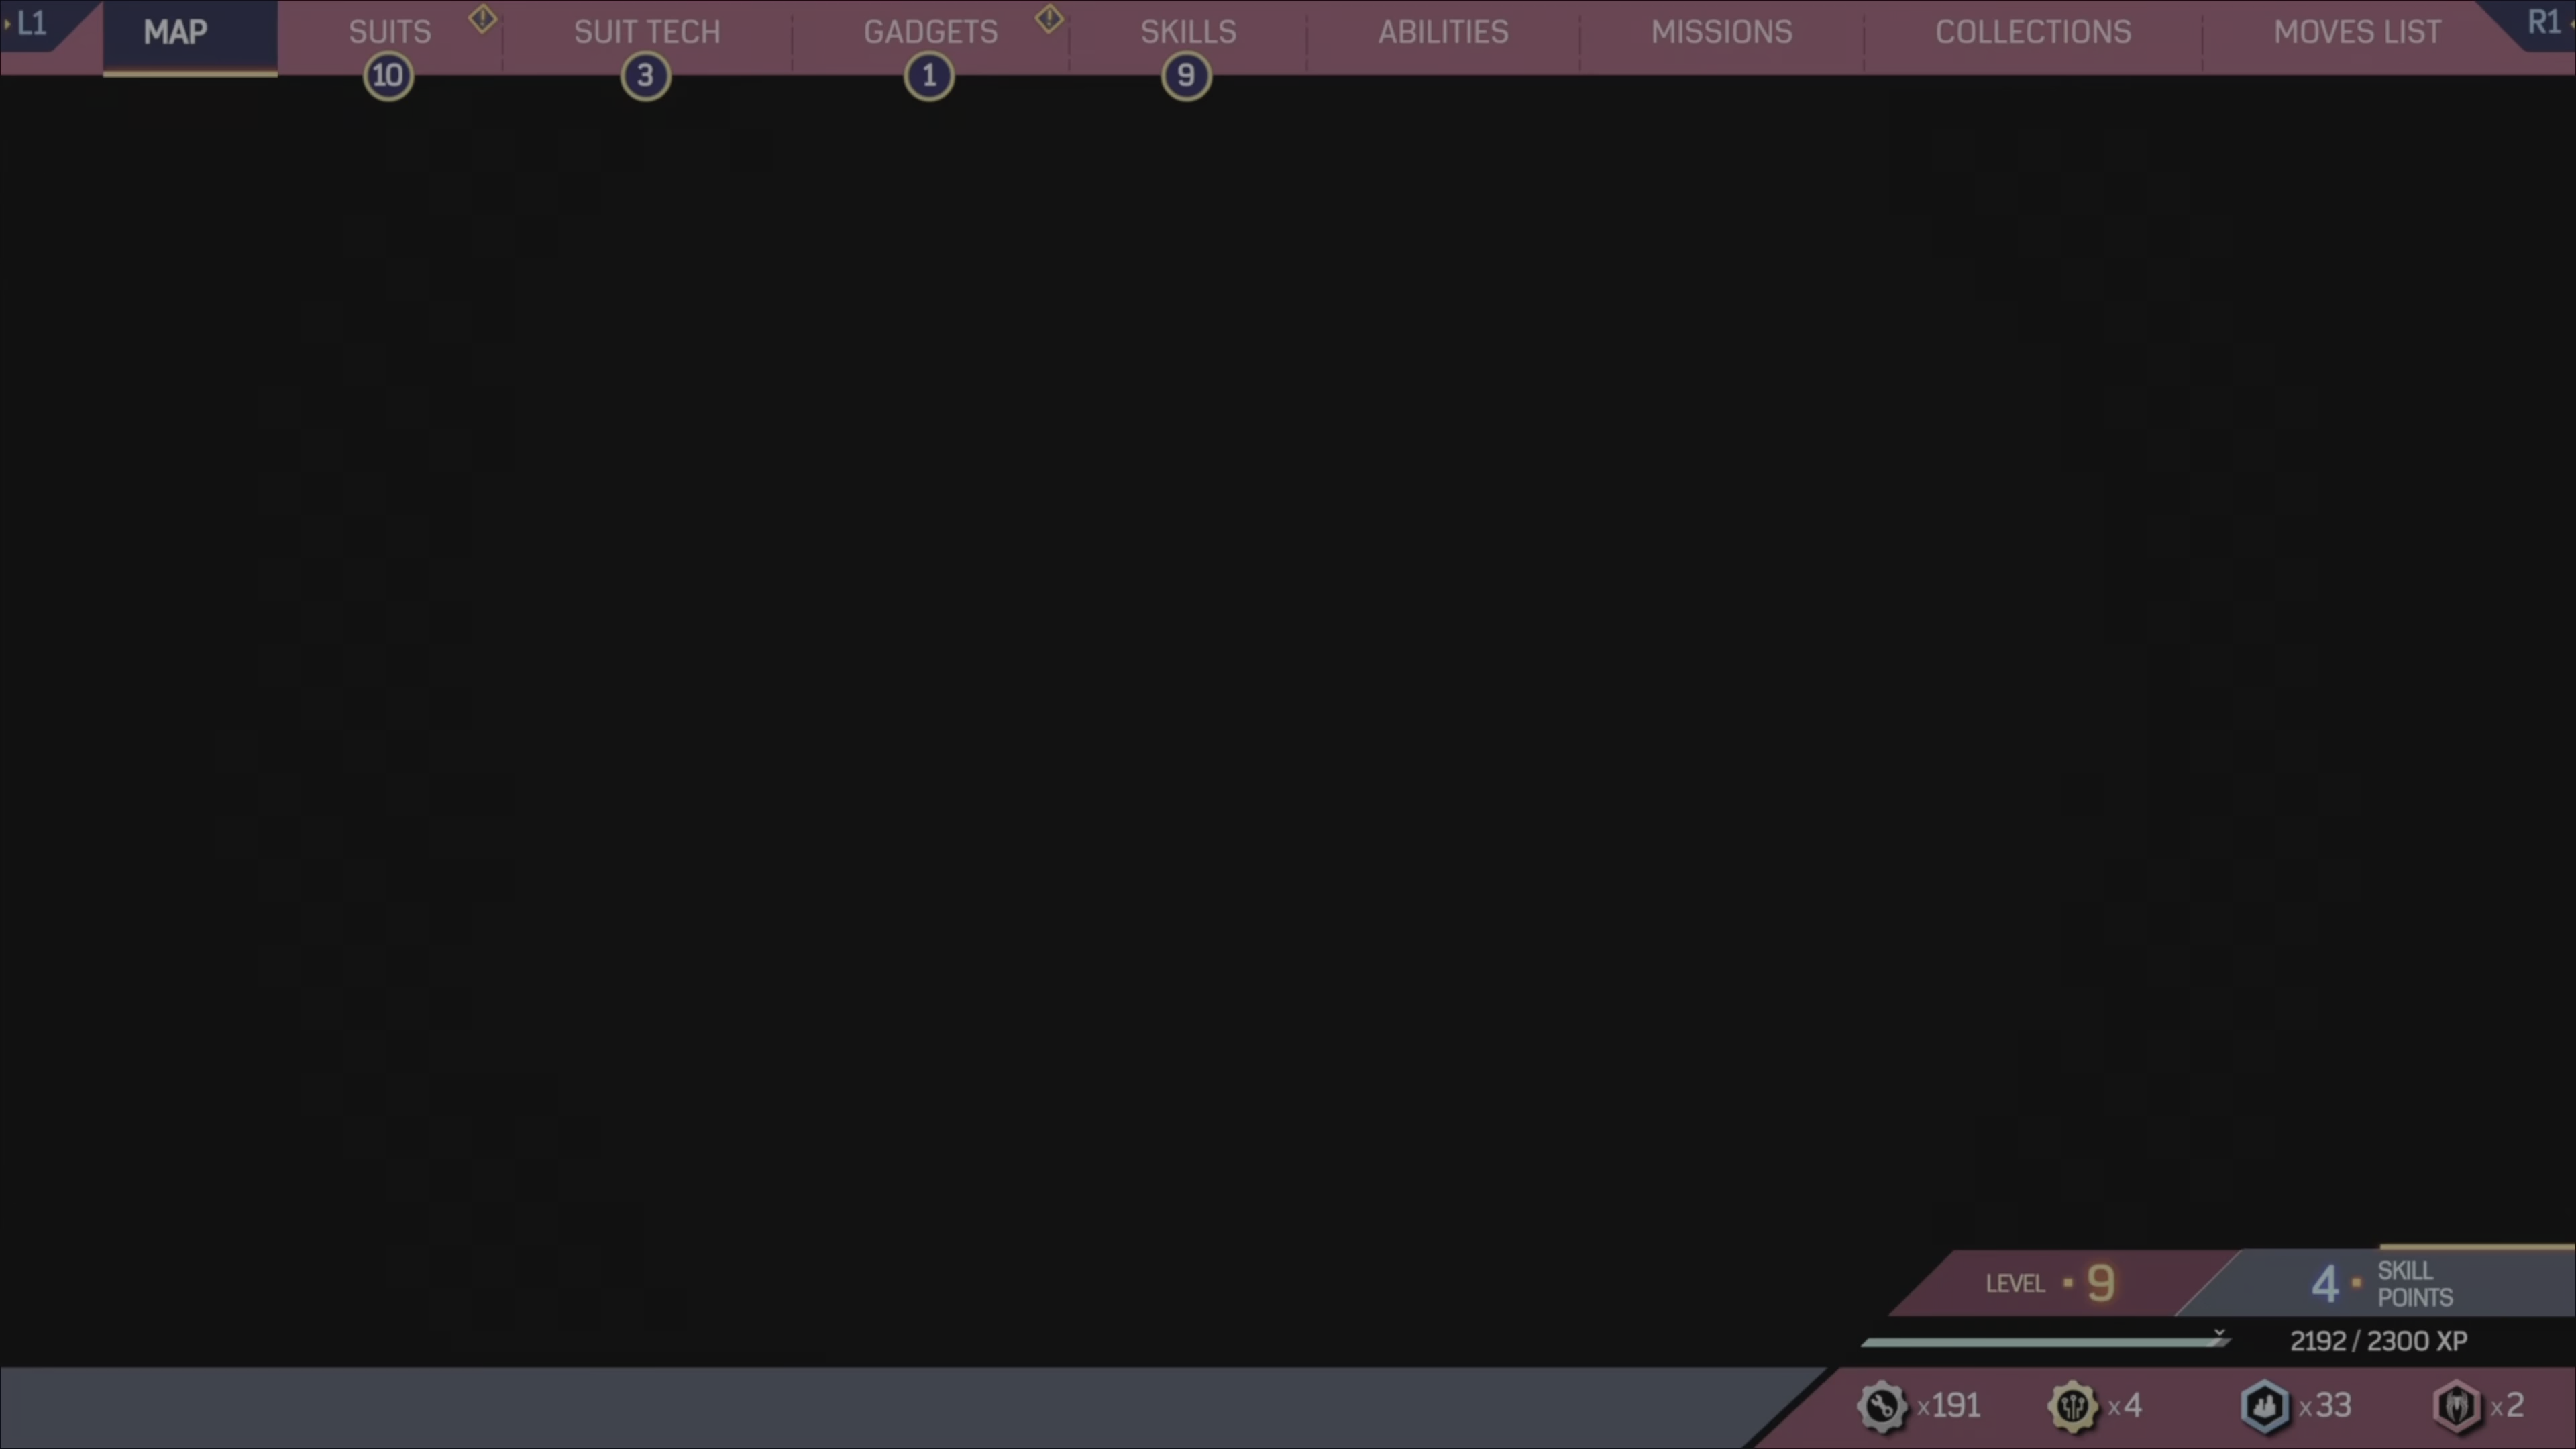 L1 MAP SUITS SUIT TECH GADGETS SKILLS ABILITIES MISSIONS COLLECTIONS MOVES LIST R1
10 3 1 9
LEVEL 9 4 SKILL
POINTS
2192 / 2300 XP
x191 x4 x33 x2